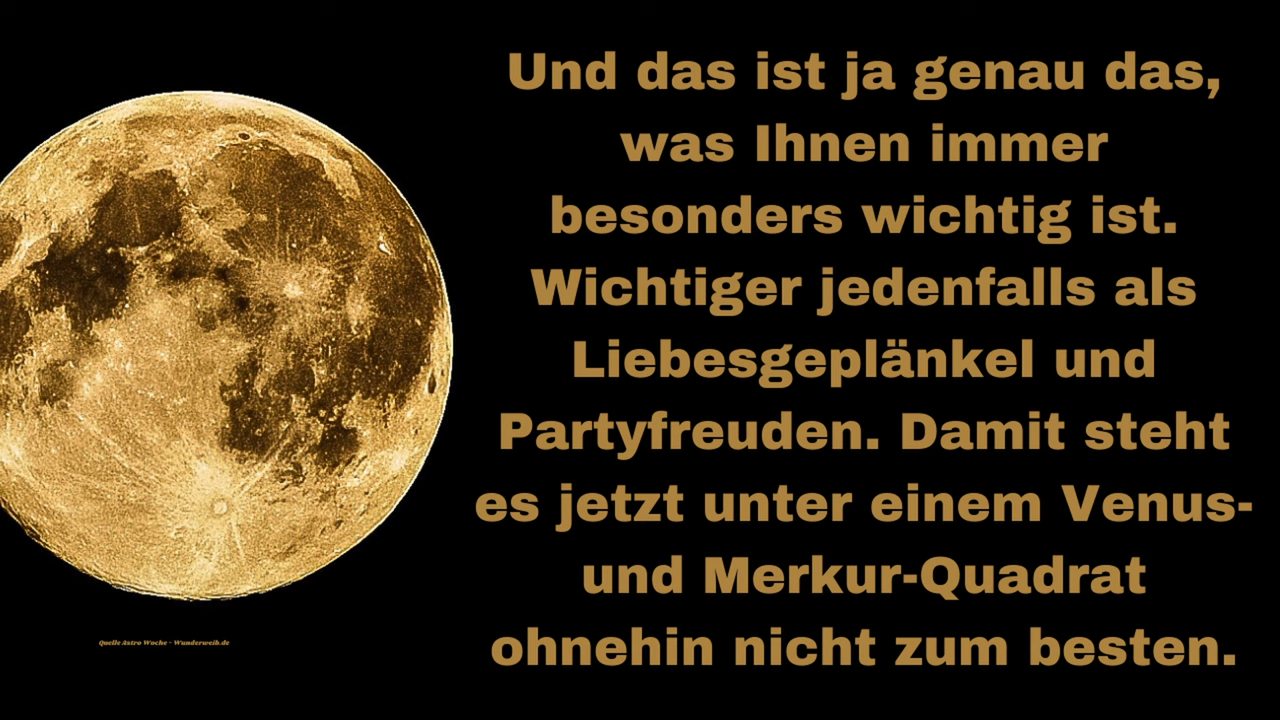 Und das ist ja genau das,
was Ihnen immer
besonders wichtig ist.
Wichtiger jedenfalls als
Liebesgeplänkel und
Partyfreuden. Damit steht
es jetzt unter einem Venus-
und Merkur-Quadrat
ohnehin nicht zum besten.
Quelle Astro Woche - Wunderweib.de